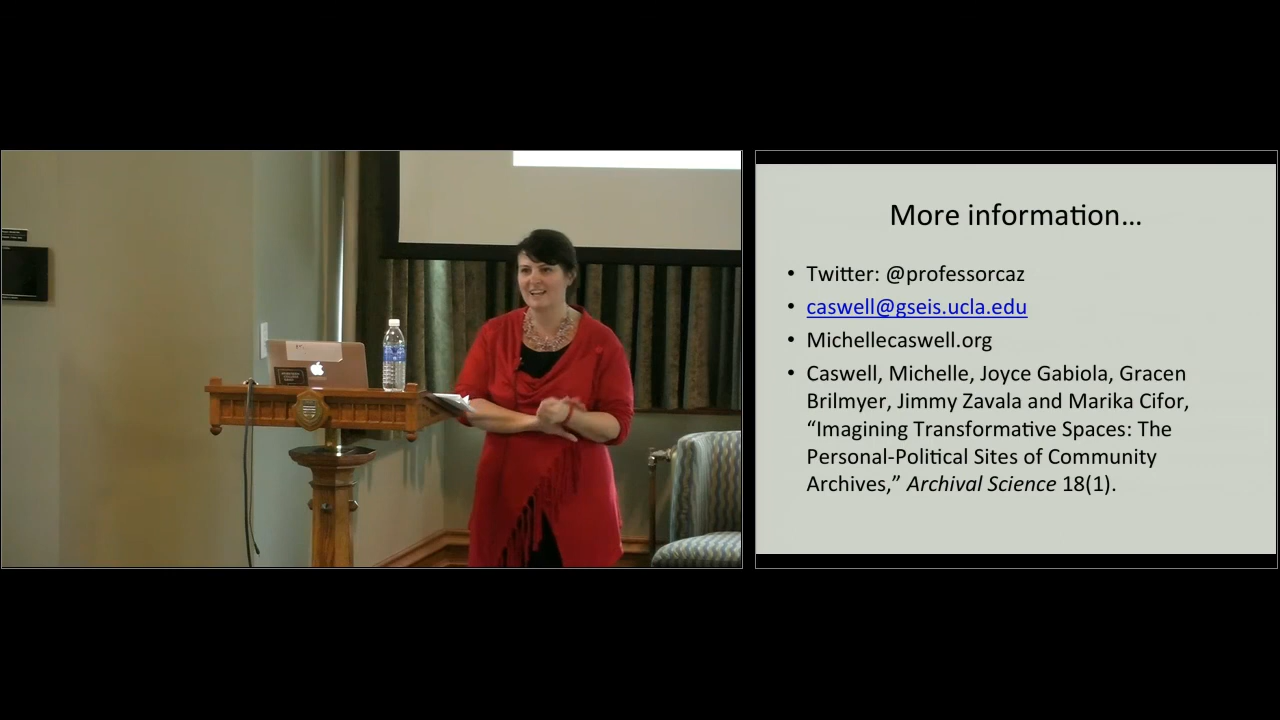 More information…
• Twitter: @professorcaz
• caswell@gseis.ucla.edu
• Michellecaswell.org
• Caswell, Michelle, Joyce Gabiola, Gracen
Brilmyer, Jimmy Zavala and Marika Cifor,
“Imagining Transformative Spaces: The
Personal-Political Sites of Community
Archives,” Archival Science 18(1).